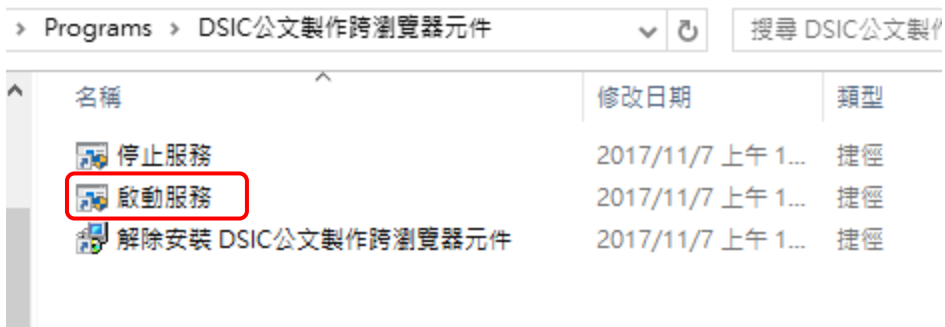 › Programs › DSIC公文製作跨瀏覽器元件 搜尋 DSIC公文製作
名稱 修改日期 類型
停止服務 2017/11/7 上午 1... 捷徑
啟動服務 2017/11/7 上午 1... 捷徑
解除安裝 DSIC公文製作跨瀏覽器元件 2017/11/7 上午 1... 捷徑